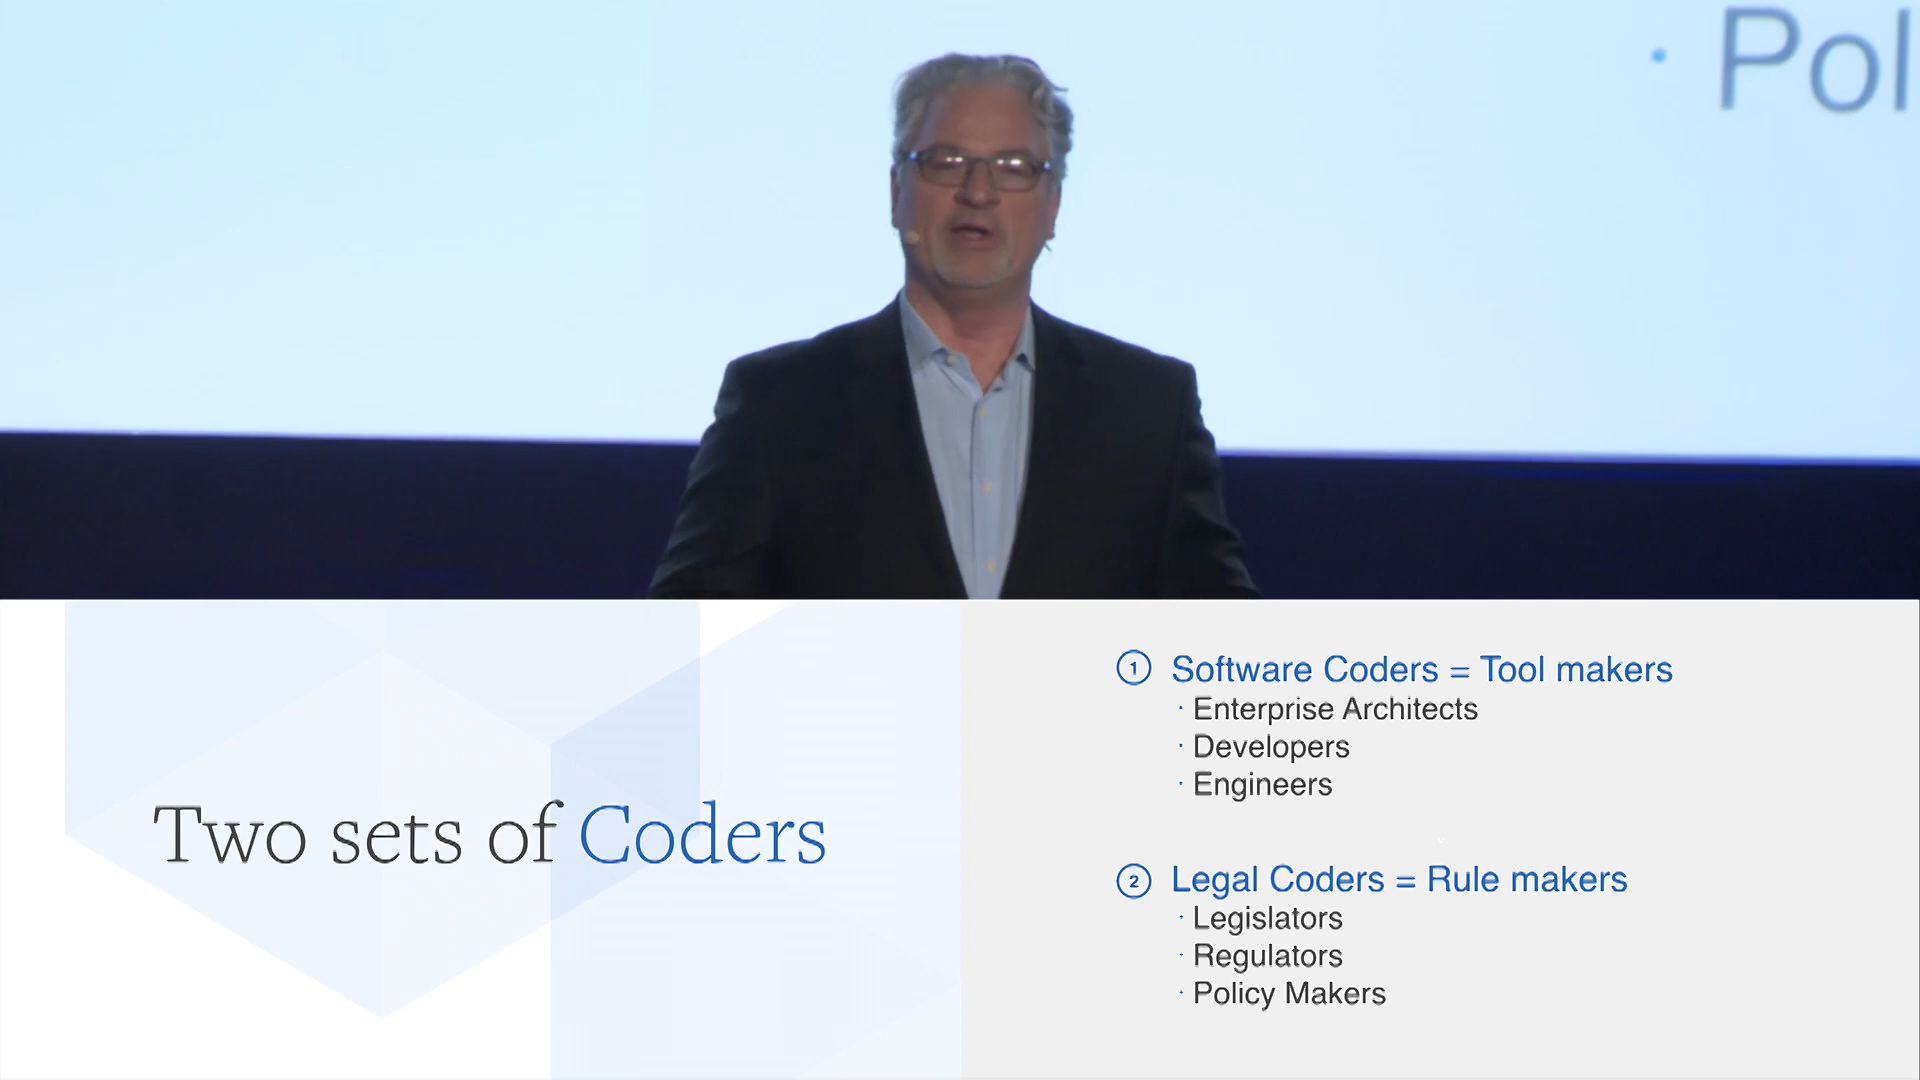 · Pol
Two sets of Coders
1 Software Coders = Tool makers
· Enterprise Architects
· Developers
· Engineers
2 Legal Coders = Rule makers
· Legislators
· Regulators
· Policy Makers